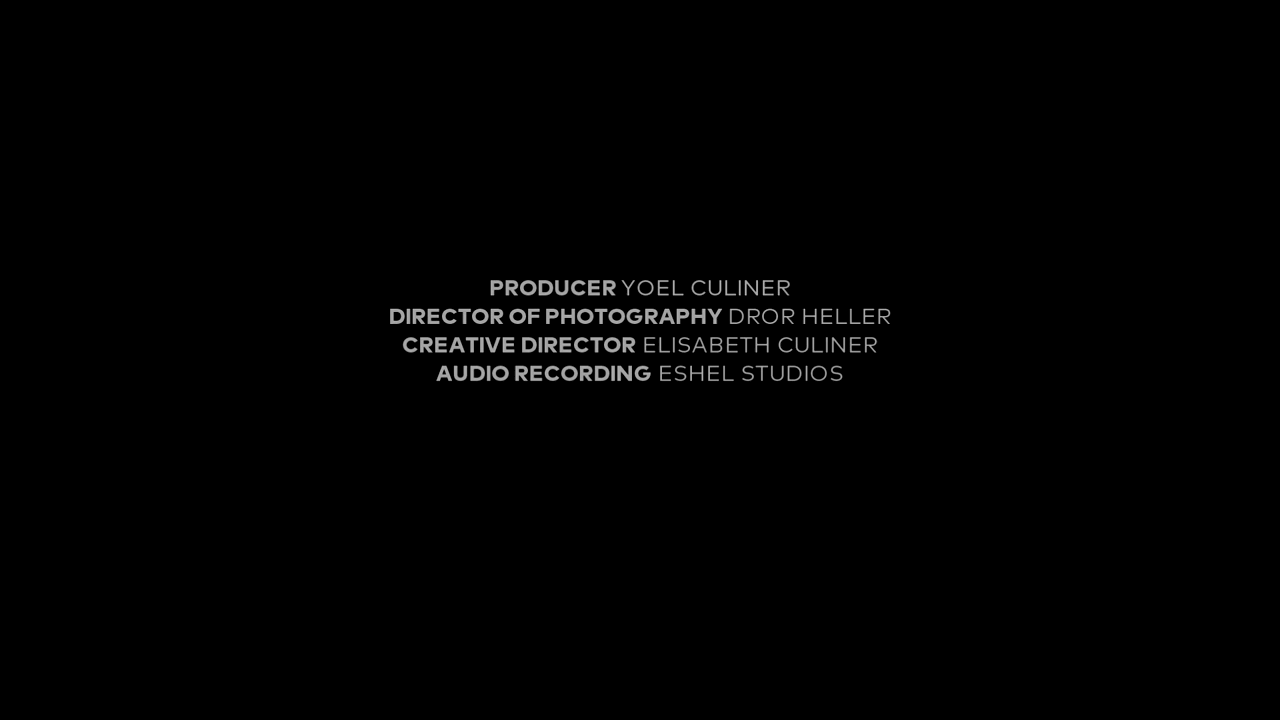 PRODUCER YOEL CULINER
DIRECTOR OF PHOTOGRAPHY DROR HELLER
CREATIVE DIRECTOR ELISABETH CULINER
AUDIO RECORDING ESHEL STUDIOS